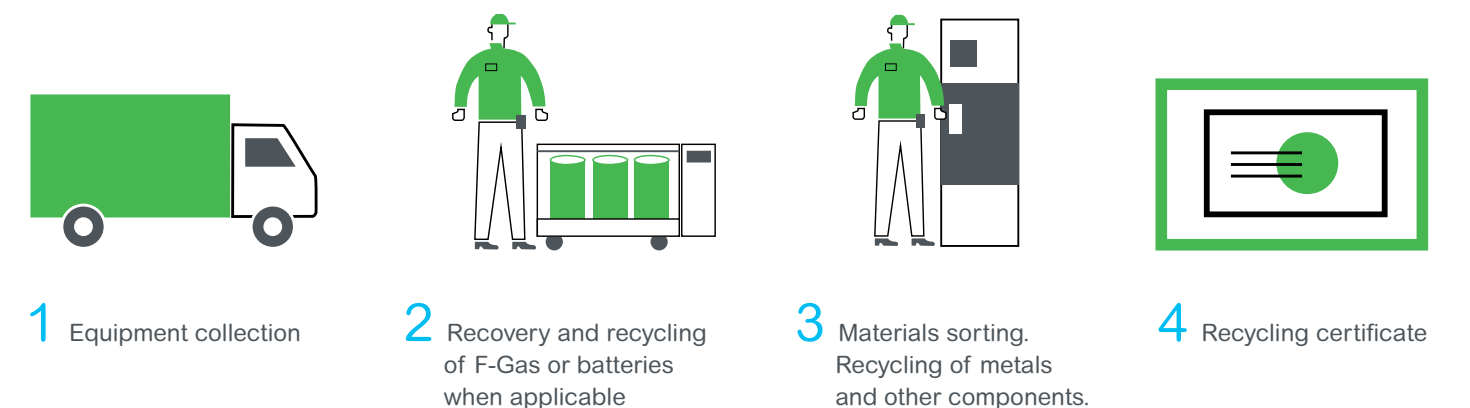 1 Equipment collection
2 Recovery and recycling
of F-Gas or batteries
when applicable
3 Materials sorting.
Recycling of metals
and other components.
4 Recycling certificate